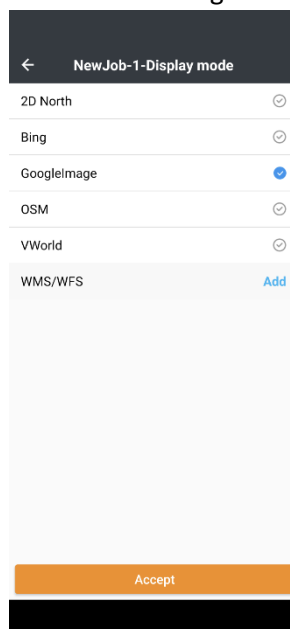 NewJob-1-Display mode
2D North
Bing
GoogleImage
OSM
VWorld
WMS/WFS Add
Accept